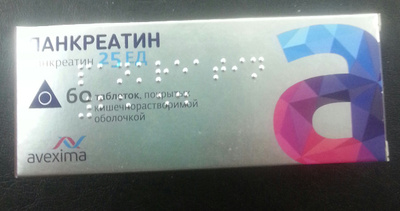 ПАНКРЕАТИН
панкреатин 25 ЕД
60 таблеток, покрытых
кишечнорастворимой
оболочкой
avexima